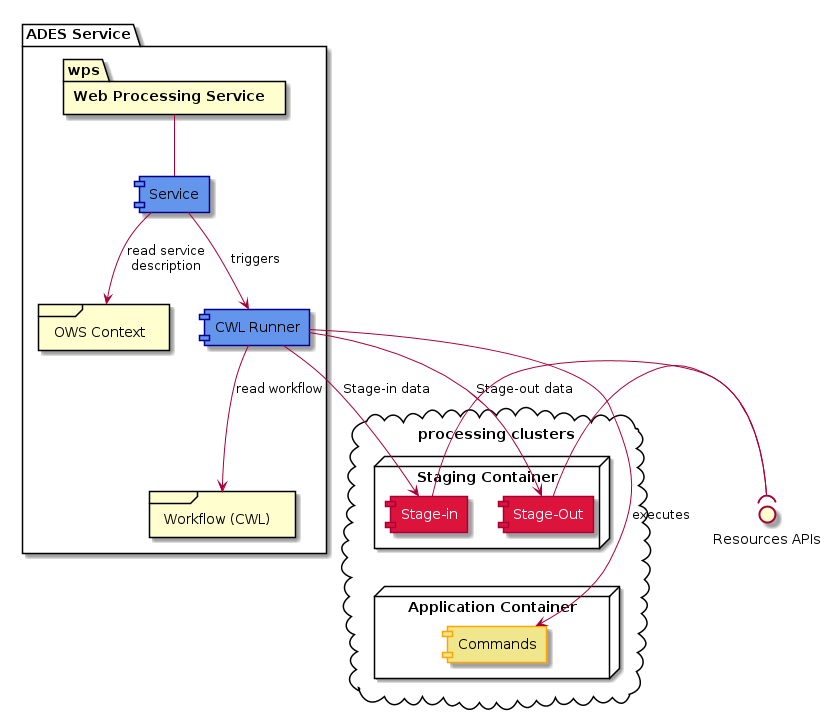 ADES Service
wps
Web Processing Service
Service
read service
description
triggers
OWS Context
CWL Runner
read workflow
Stage-in data
Stage-out data
processing clusters
Staging Container
Stage-in
Stage-Out
executes
Workflow (CWL)
Resources APIs
Application Container
Commands